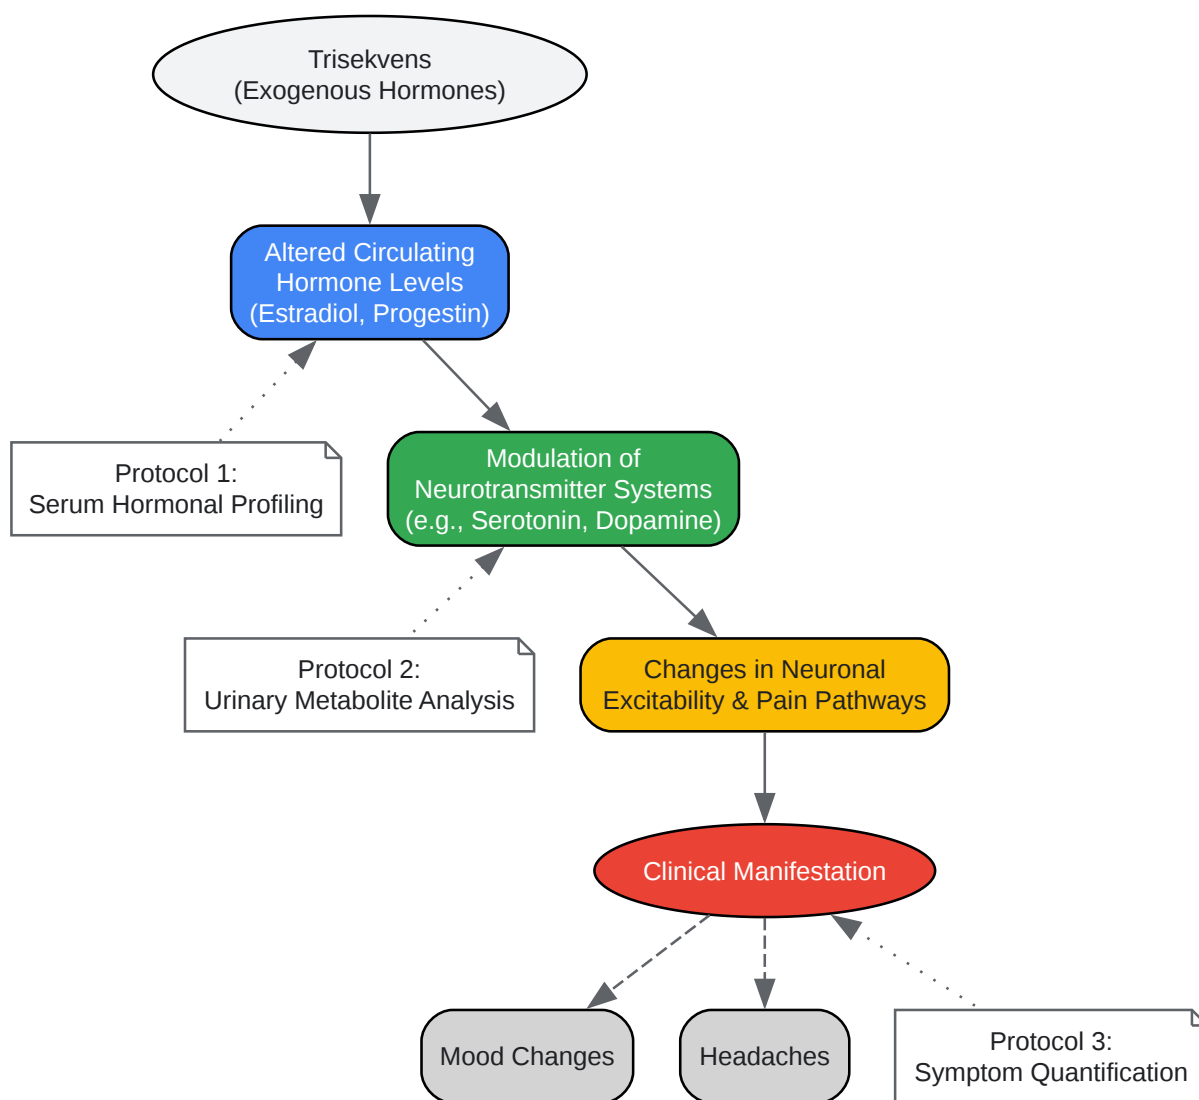 Trisekvens
(Exogenous Hormones)
Altered Circulating
Hormone Levels
(Estradiol, Progestin)
Protocol 1:
Serum Hormonal Profiling
Modulation of
Neurotransmitter Systems
(e.g., Serotonin, Dopamine)
Protocol 2:
Urinary Metabolite Analysis
Changes in Neuronal
Excitability & Pain Pathways
Clinical Manifestation
Mood Changes
Headaches
Protocol 3:
Symptom Quantification